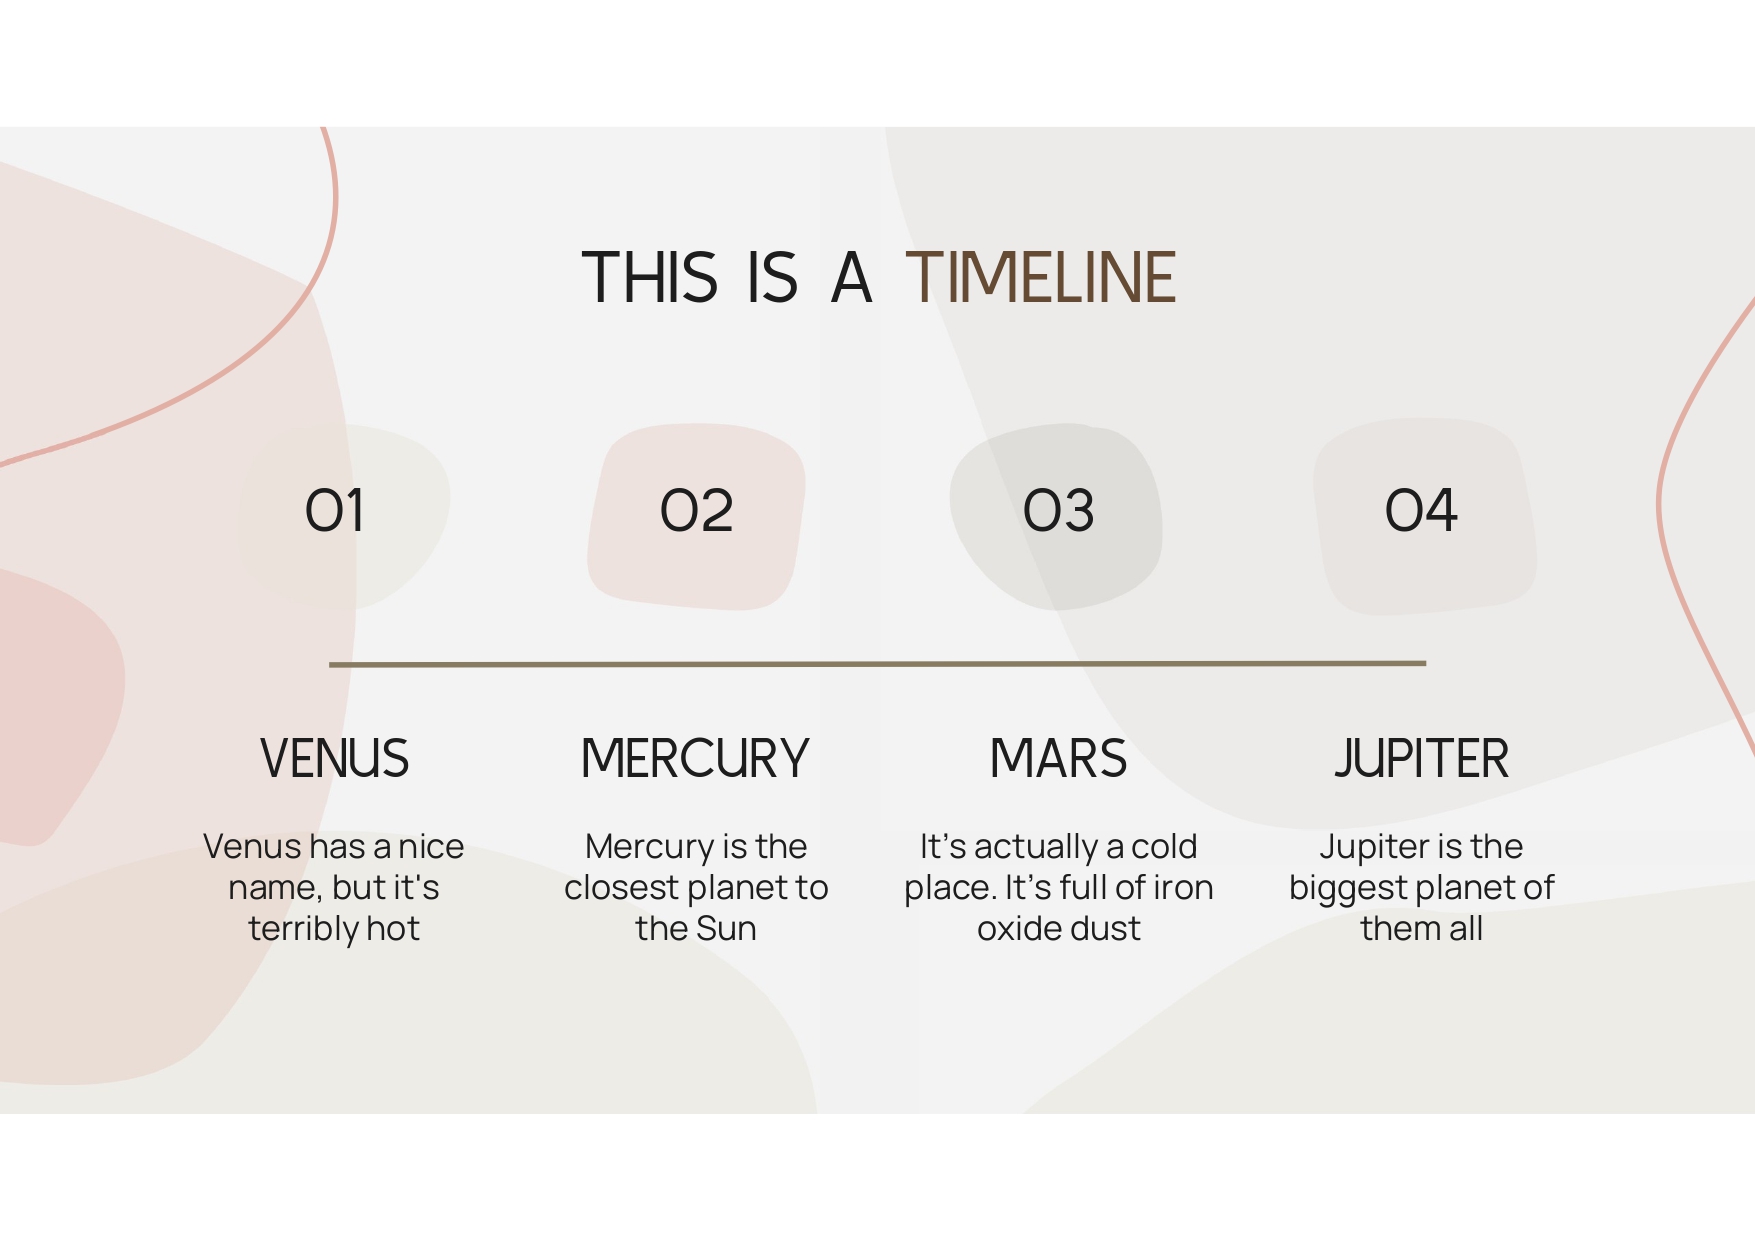 THIS IS A TIMELINE
01
02
03
04
VENUS
Venus has a nice
name, but it's
terribly hot
MERCURY
Mercury is the
closest planet to
the Sun
MARS
It’s actually a cold
place. It’s full of iron
oxide dust
JUPITER
Jupiter is the
biggest planet of
them all